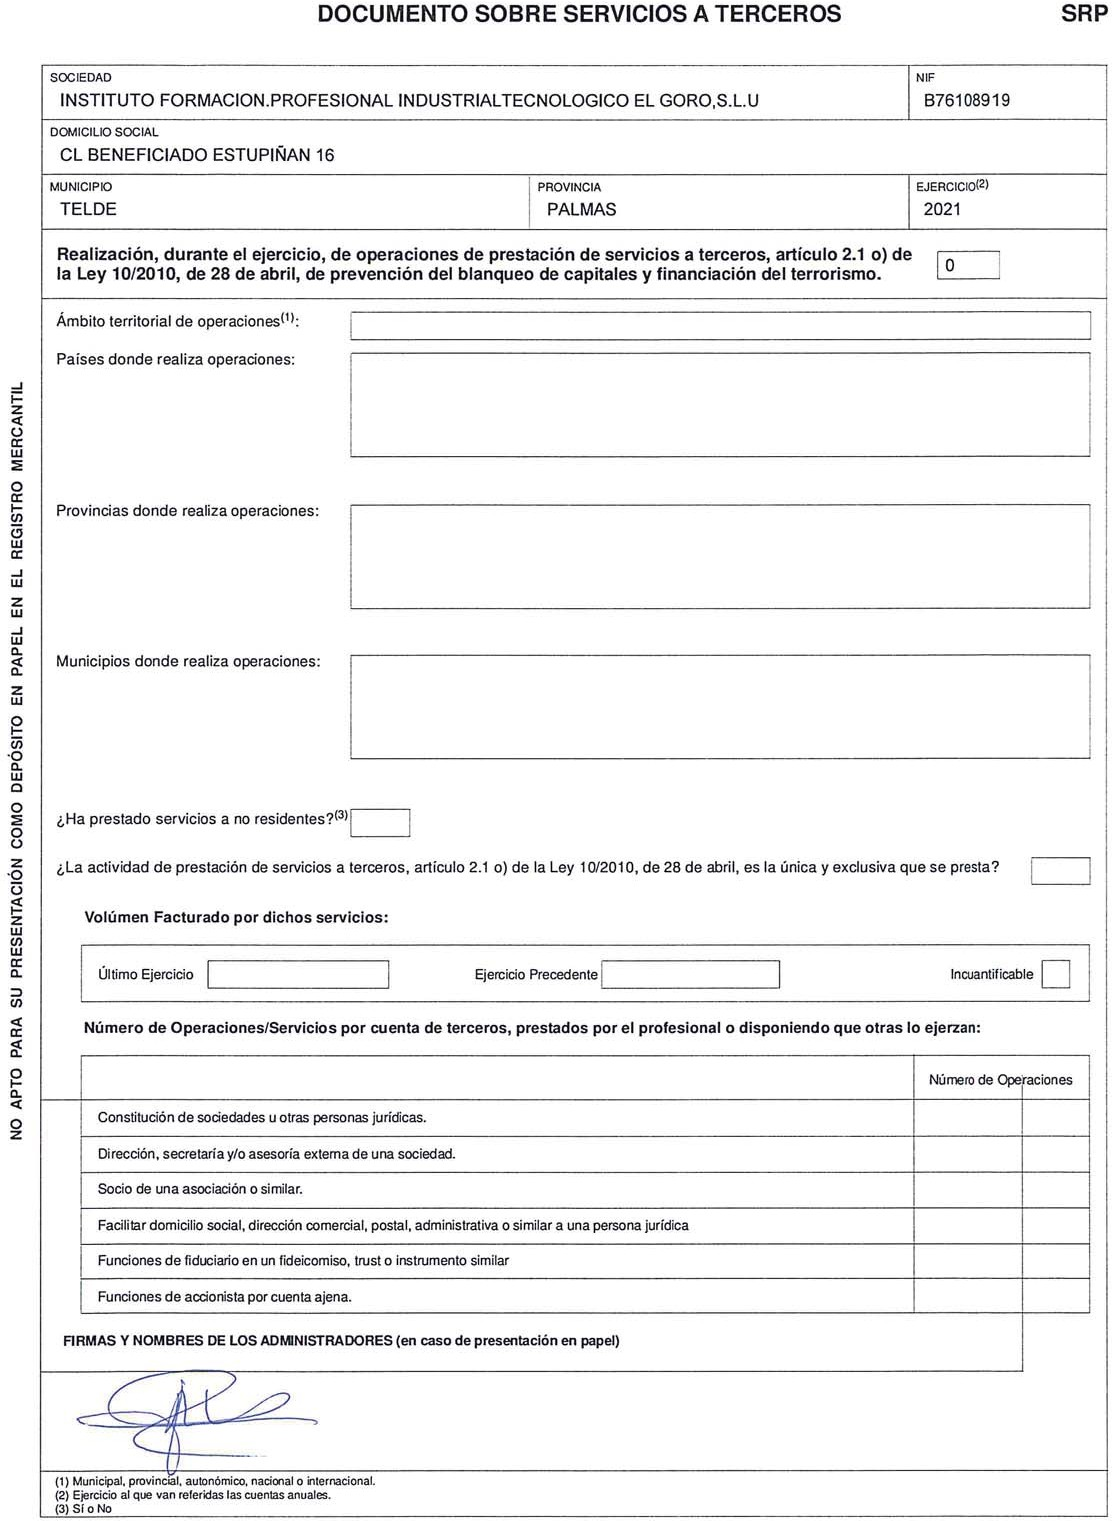 DOCUMENTO SOBRE SERVICIOS A TERCEROS
SRP
SOCIEDAD
INSTITUTO FORMACION.PROFESIONAL INDUSTRIALTECNOLOGICO EL GORO,S.L.U
NIF
B76108919
DOMICILIO SOCIAL
CL BENEFICIADO ESTUPIÑAN 16
MUNICIPIO
TELDE
PROVINCIA
PALMAS
EJERCICIO(2)
2021
Realización, durante el ejercicio, de operaciones de prestación de servicios a terceros, artículo 2.1 o) de
la Ley 10/2010, de 28 de abril, de prevención del blanqueo de capitales y financiación del terrorismo.
0
Ámbito territorial de operaciones(1):
Países donde realiza operaciones:
Provincias donde realiza operaciones:
Municipios donde realiza operaciones:
¿Ha prestado servicios a no residentes?(3)
¿La actividad de prestación de servicios a terceros, artículo 2.1 o) de la Ley 10/2010, de 28 de abril, es la única y exclusiva que se presta?
Volúmen Facturado por dichos servicios:
Último Ejercicio
Ejercicio Precedente
Incuantificable
Número de Operaciones/Servicios por cuenta de terceros, prestados por el profesional o disponiendo que otras lo ejerzan:
Número de Operaciones
Constitución de sociedades u otras personas jurídicas.
Dirección, secretaría y/o asesoría externa de una sociedad.
Socio de una asociación o similar.
Facilitar domicilio social, dirección comercial, postal, administrativa o similar a una persona jurídica
Funciones de fiduciario en un fideicomiso, trust o instrumento similar
Funciones de accionista por cuenta ajena.
FIRMAS Y NOMBRES DE LOS ADMINISTRADORES (en caso de presentación en papel)
(1) Municipal, provincial, autonómico, nacional o internacional.
(2) Ejercicio al que van referidas las cuentas anuales.
(3) Sí o No
NO APTO PARA SU PRESENTACIÓN COMO DEPÓSITO EN PAPEL EN EL REGISTRO MERCANTIL